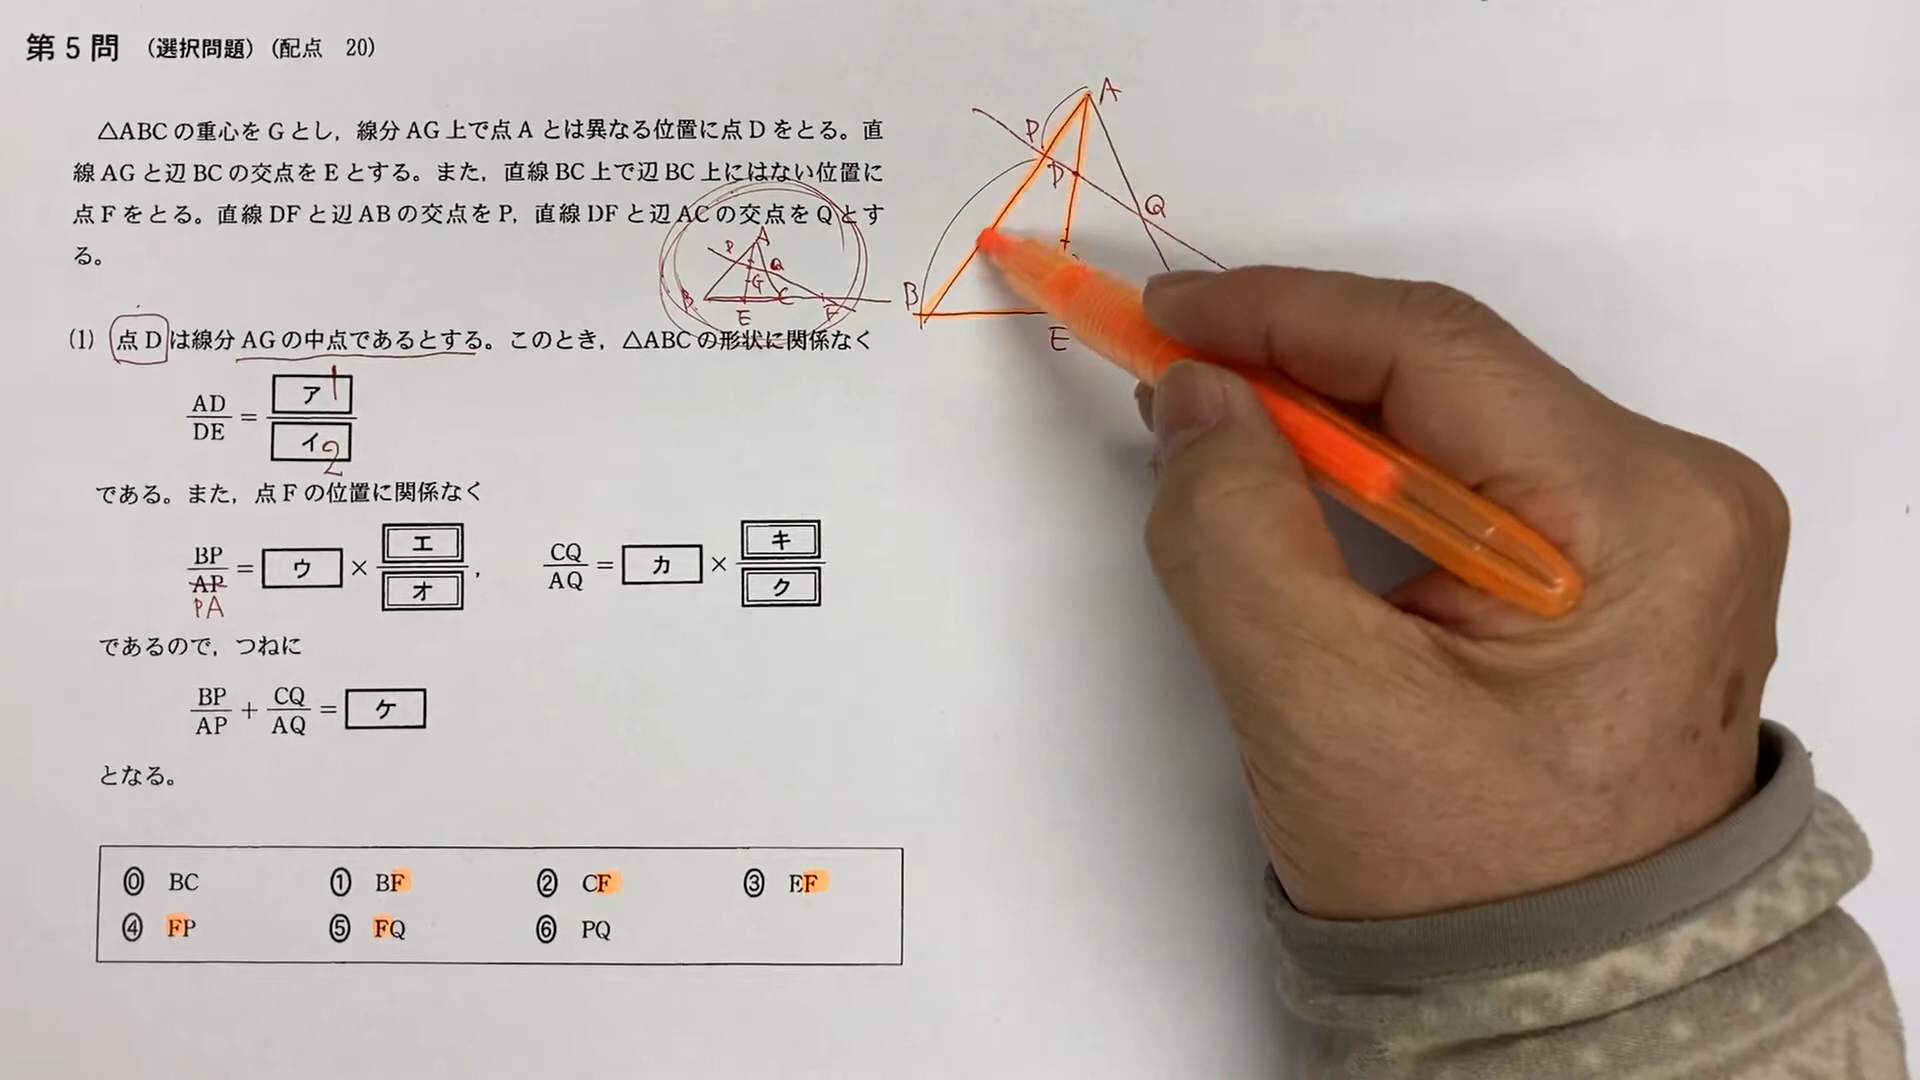 第5問 (選択問題) (配点 20)
△ABCの重心をGとし，線分AG上で点Aとは異なる位置に点Dをとる。直
線AGと辺BCの交点をEとする。また，直線BC上で辺BC上にはない位置に
点Fをとる。直線DFと辺ABの交点をP，直線DFと辺ACの交点をQとす
る。
P A
Q
G
B C
E F
A
P
D Q
B
E
(1) 点Dは線分AGの中点であるとする。このとき，△ABCの形状に関係なく
AD/DE = ア 1/イ 2
である。また，点Fの位置に関係なく
BP/AP = ウ × エ/オ， CQ/AQ = カ × キ/ク
PA
であるので，つねに
BP/AP + CQ/AQ = ケ
となる。
⓪ BC ① BF ② CF ③ EF
④ FP ⑤ FQ ⑥ PQ